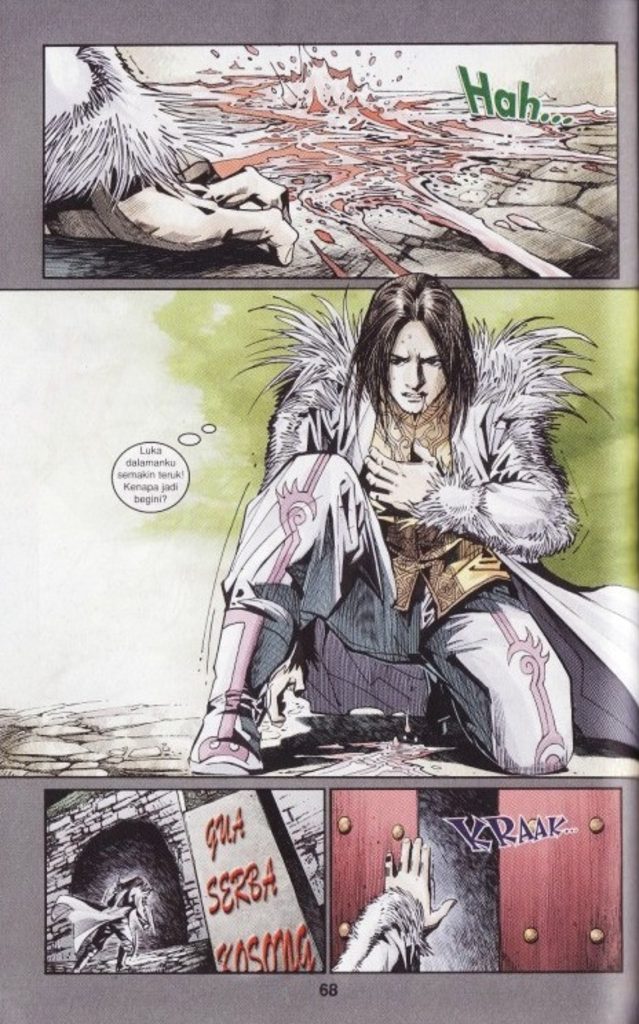 Hah...
Luka
dalamanku
semakin teruk!
Kenapa jadi
begini?
GUA
SERBA
KOSONG
KRAAK...
68